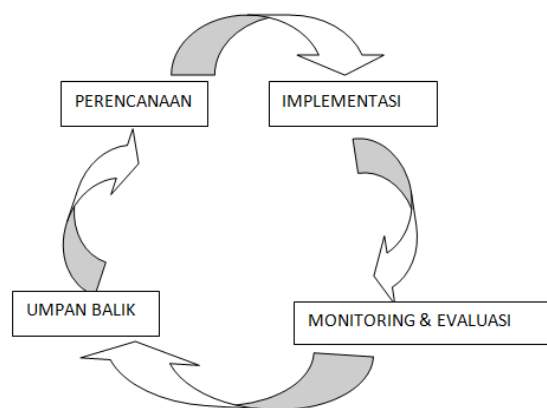 PERENCANAAN
IMPLEMENTASI
UMPAN BALIK
MONITORING & EVALUASI